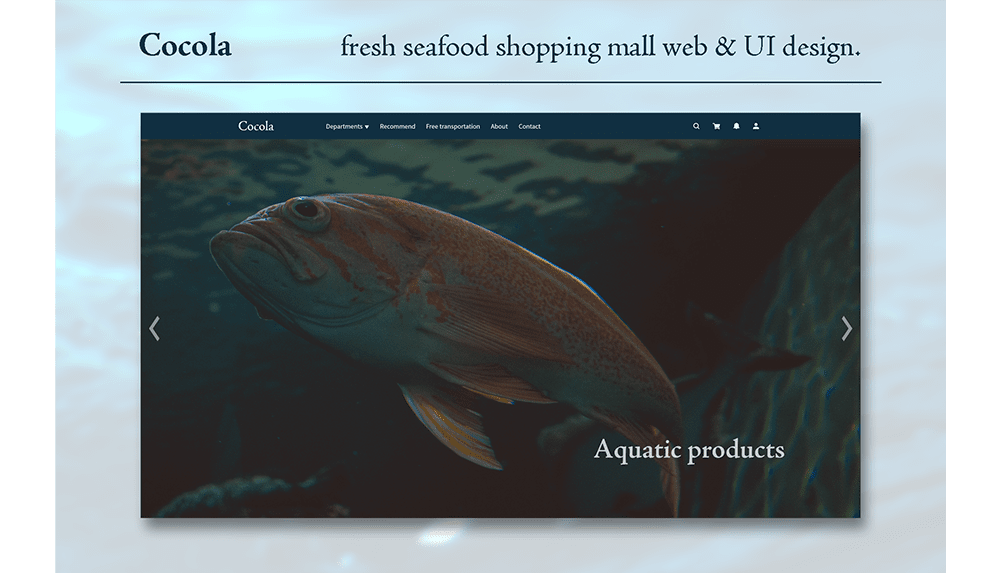 Cocola fresh seafood shopping mall web & UI design.
Cocola Departments ▼ Recommend Free transportation About Contact
Aquatic products